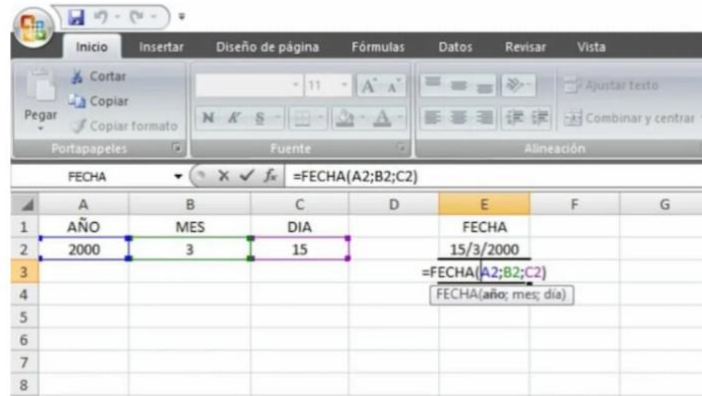 Inicio Insertar Diseño de página Fórmulas Datos Revisar Vista
Pegar
Cortar
Copiar
Copiar formato
Portapapeles
11 A A
N K S A
Fuente
Ajustar texto
Combinar y centrar
Alineación
FECHA fx =FECHA(A2;B2;C2)
A B C D E F G
1 AÑO MES DIA FECHA
2 2000 3 15 15/3/2000
3 =FECHA(A2;B2;C2)
4 FECHA(año; mes; día)
5
6
7
8